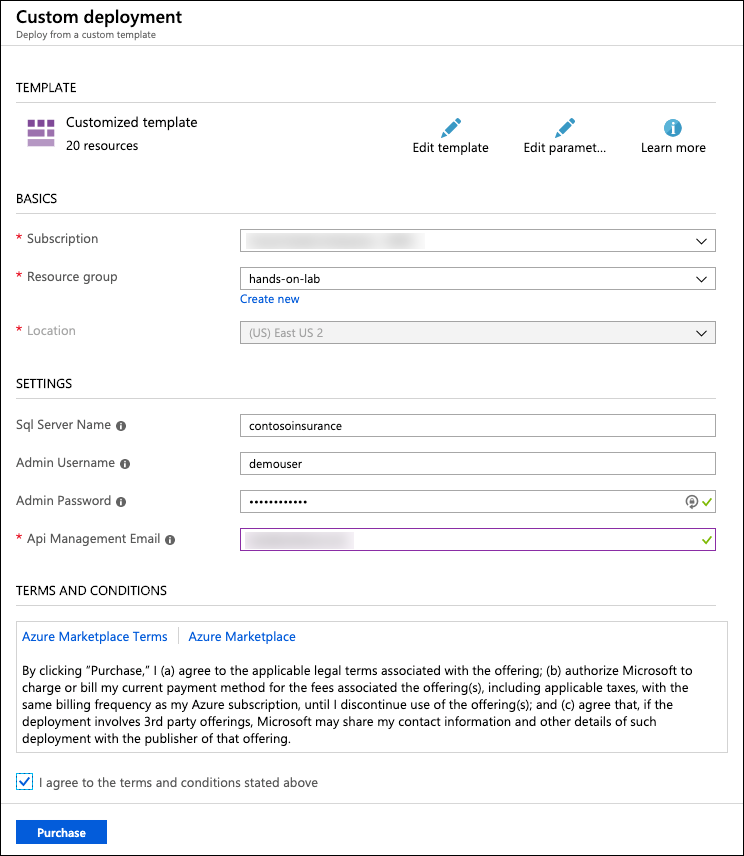 Custom deployment
Deploy from a custom template
TEMPLATE
Customized template
20 resources
Edit template
Edit paramet...
Learn more
BASICS
* Subscription
* Resource group
hands-on-lab
Create new
* Location
(US) East US 2
SETTINGS
Sql Server Name
contosoinsurance
Admin Username
demouser
Admin Password
••••••••••••
* Api Management Email
TERMS AND CONDITIONS
Azure Marketplace Terms
Azure Marketplace
By clicking “Purchase,” I (a) agree to the applicable legal terms associated with the offering; (b) authorize Microsoft to
charge or bill my current payment method for the fees associated the offering(s), including applicable taxes, with the
same billing frequency as my Azure subscription, until I discontinue use of the offering(s); and (c) agree that, if the
deployment involves 3rd party offerings, Microsoft may share my contact information and other details of such
deployment with the publisher of that offering.
I agree to the terms and conditions stated above
Purchase